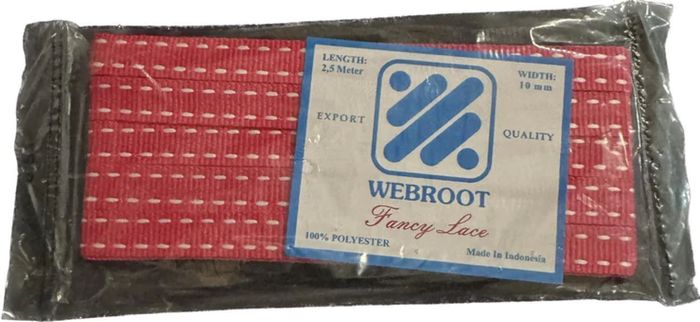 LENGTH:
2,5 Meter
WIDTH:
10 mm
EXPORT
QUALITY
WEBROOT
Fancy Lace
100% POLYESTER
Made In Indonesia